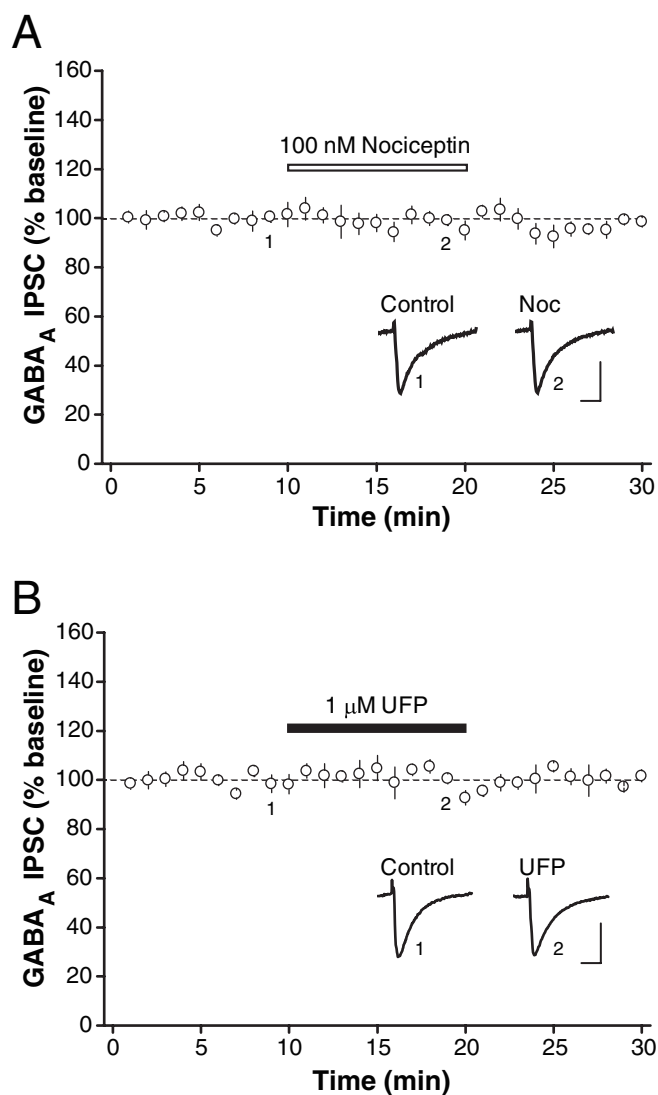 A
160
140
120
100
80
60
40
20
0
GABA A IPSC (% baseline)
100 nM Nociceptin
1
2
Control
Noc
1
2
0 5 10 15 20 25 30
Time (min)
B
160
140
120
100
80
60
40
20
0
GABA A IPSC (% baseline)
1 μM UFP
1
2
Control
UFP
1
2
0 5 10 15 20 25 30
Time (min)